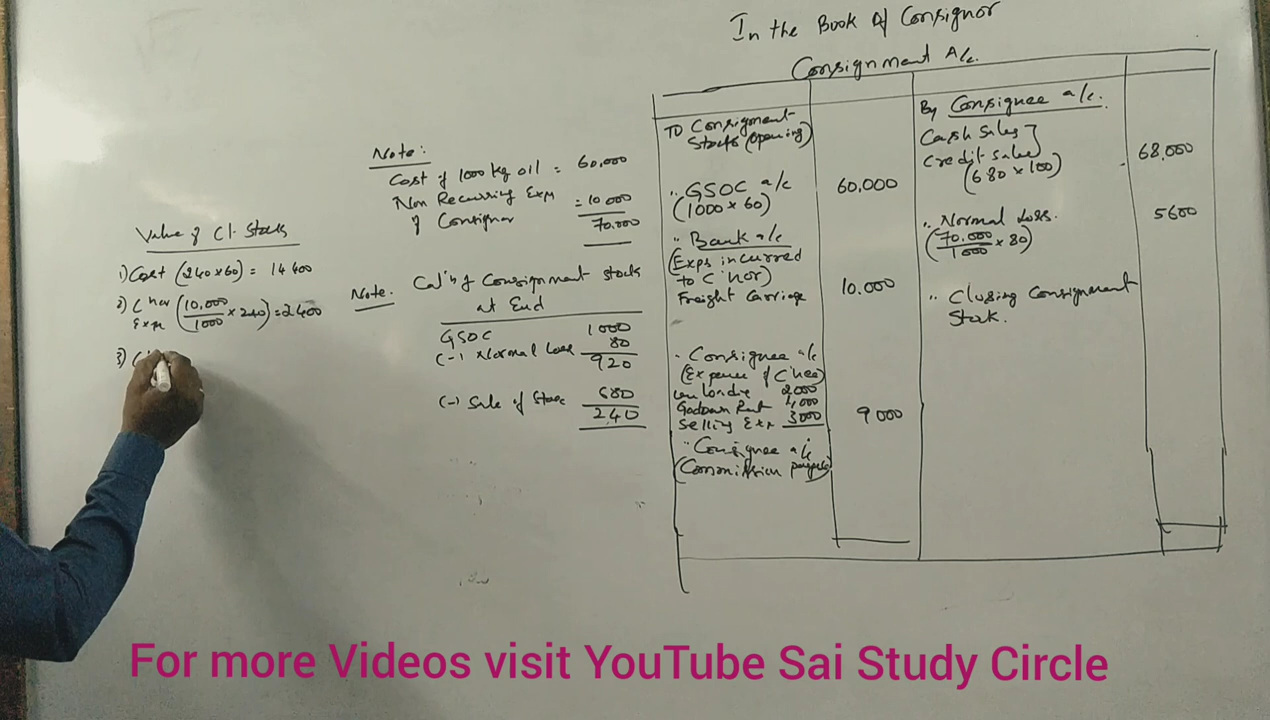 In the Book of Consignor
Consignment A/c.
To Consignment
Stocks (opening)
" GSOC a/c
(1000 × 60)
60,000
" Bank a/c
(Exps incurred
to C'nor)
Freight Carriage
10.000
- Consignee a/c
(Expense of C'nee)
2000
Godown Rent 4,000
Selling Exp 3000
9000
" Consignee a/c
(Commission payable)
By Consignee a/c.
Cash Sales
Credit Sales
(680 × 100)
68,000
" Normal Loss.
(70.000/1000 × 80)
5600
" Closing Consignment
Stock.
Note:
Cost of 1000 kg oil = 60,000
Non Recurring Exp
of Consignor = 10.000
70.000
Note. Cal'n of Consignment stock
at End
GSOC 1000
(-) Normal Loss 80
920
(-) Sale of Stock 680
240
Value of Cl. Stocks
1) Cost (240×60) = 14400
2) C'nor Exp (10,000/1000 × 240) = 2400
3) C
For more Videos visit YouTube Sai Study Circle